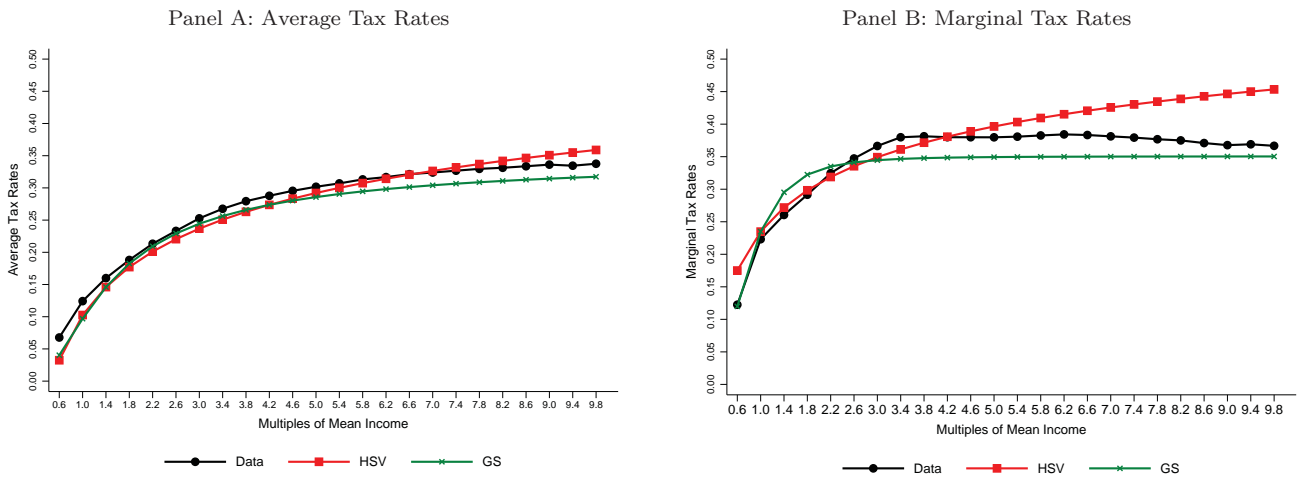 Panel A: Average Tax Rates
Average Tax Rates
0.50
0.45
0.40
0.35
0.30
0.25
0.20
0.15
0.10
0.05
0.00
0.6 1.0 1.4 1.8 2.2 2.6 3.0 3.4 3.8 4.2 4.6 5.0 5.4 5.8 6.2 6.6 7.0 7.4 7.8 8.2 8.6 9.0 9.4 9.8
Multiples of Mean Income
Data HSV GS
Panel B: Marginal Tax Rates
Marginal Tax Rates
0.50
0.45
0.40
0.35
0.30
0.25
0.20
0.15
0.10
0.05
0.00
0.6 1.0 1.4 1.8 2.2 2.6 3.0 3.4 3.8 4.2 4.6 5.0 5.4 5.8 6.2 6.6 7.0 7.4 7.8 8.2 8.6 9.0 9.4 9.8
Multiples of Mean Income
Data HSV GS